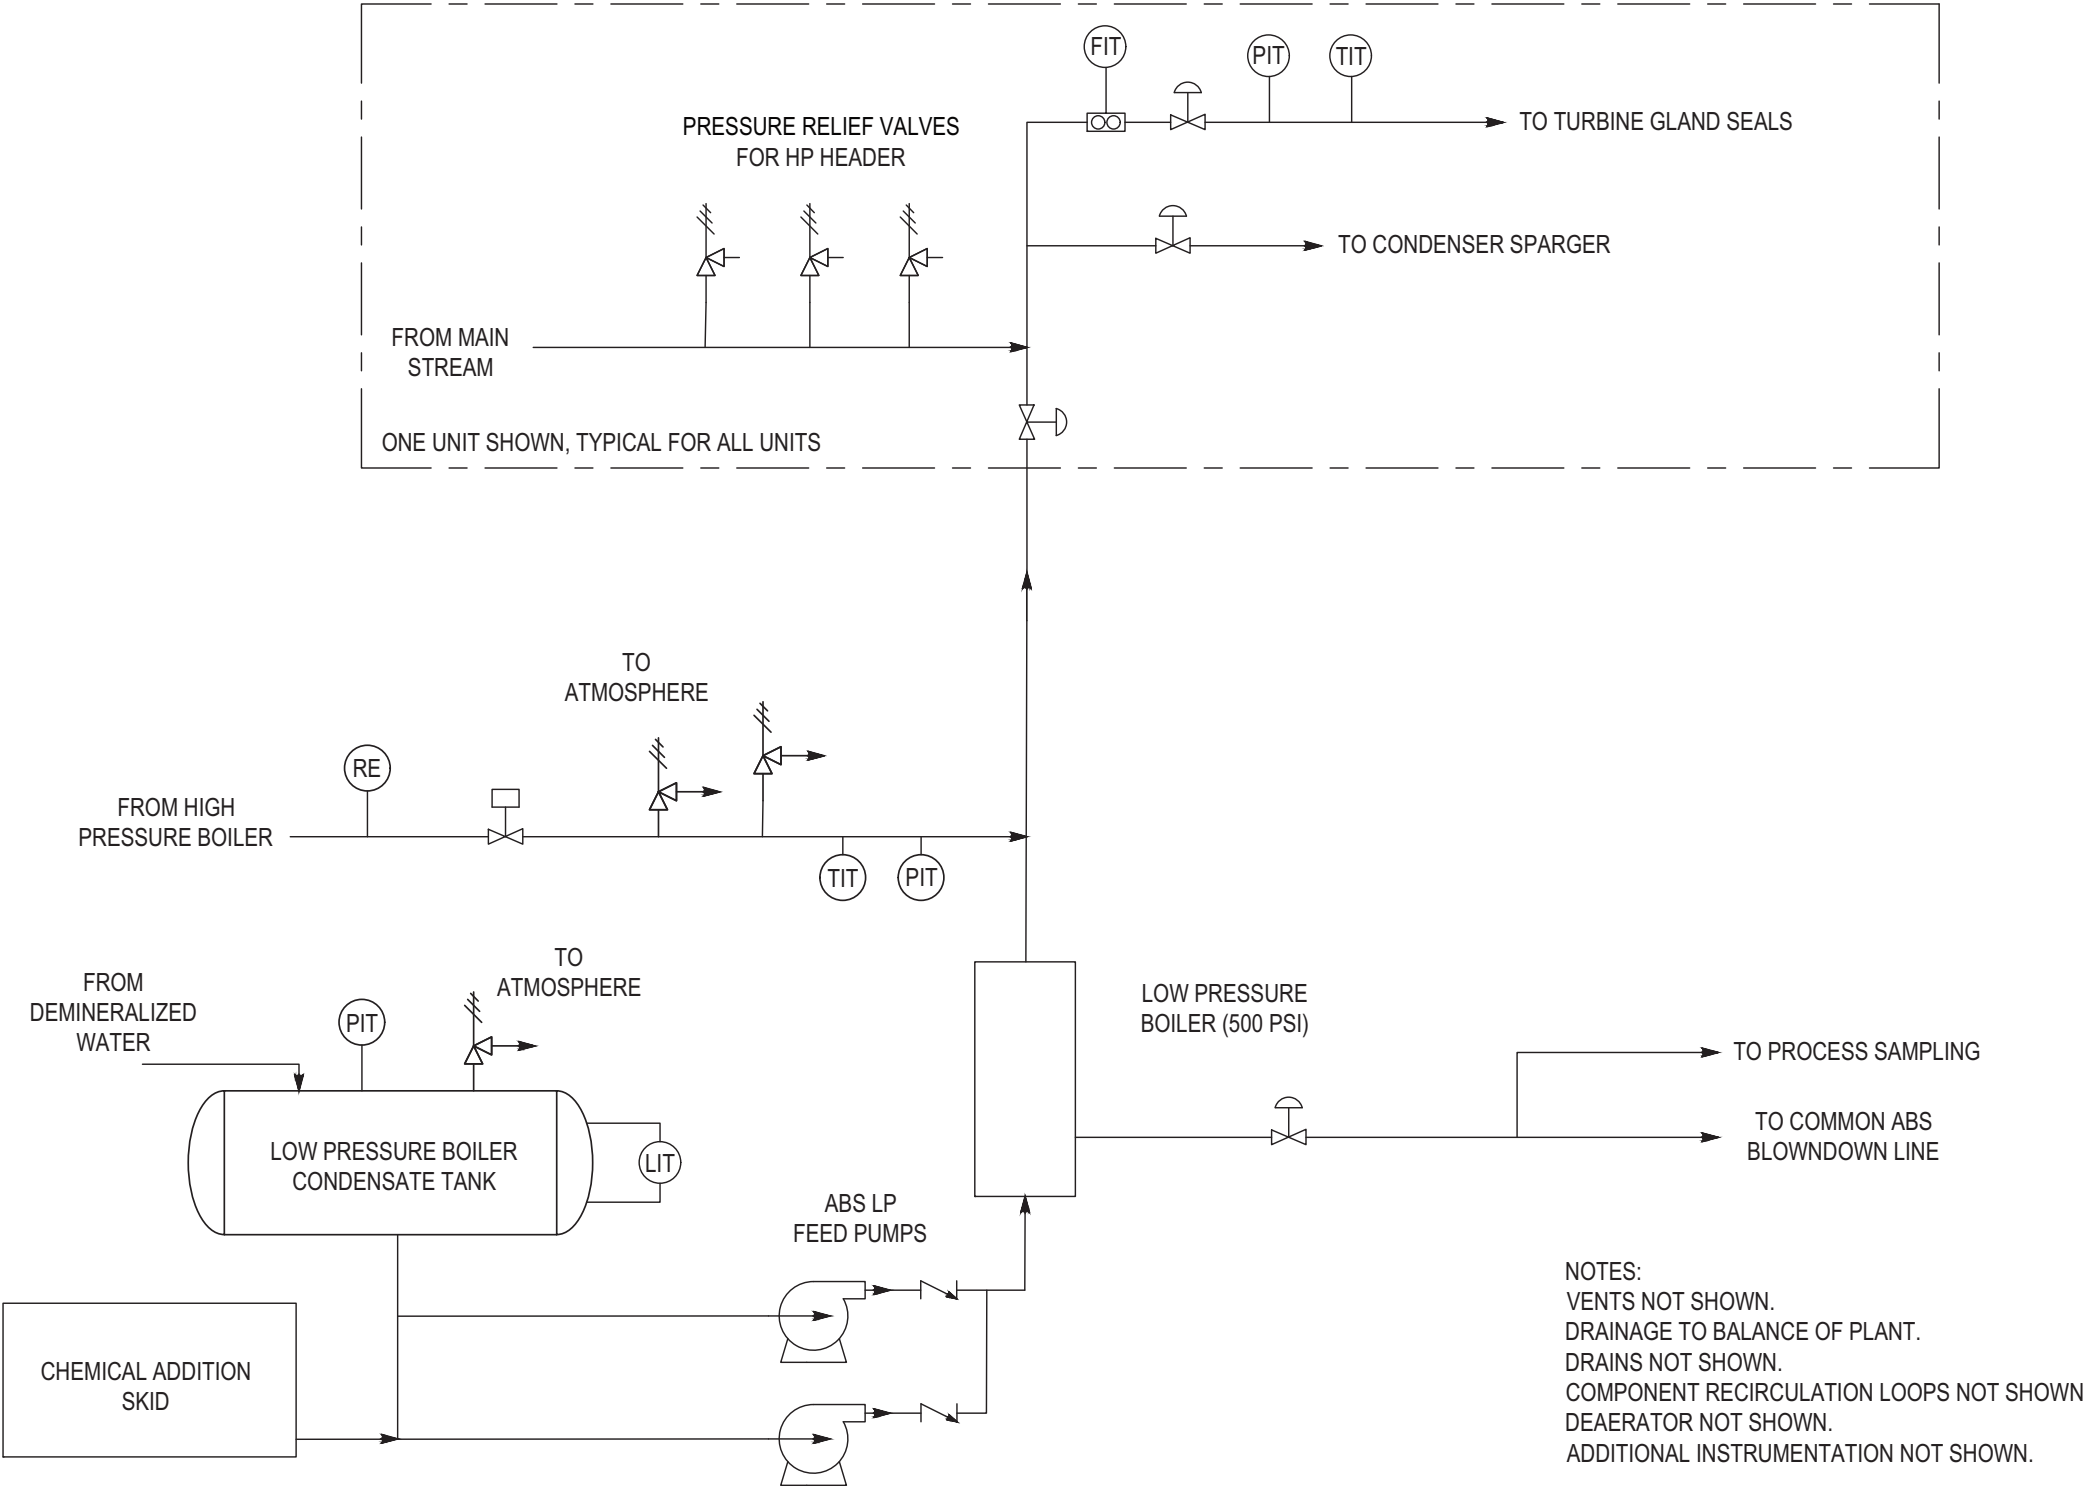 FIT
PIT
TIT
TO TURBINE GLAND SEALS
PRESSURE RELIEF VALVES
FOR HP HEADER
TO CONDENSER SPARGER
FROM MAIN
STREAM
ONE UNIT SHOWN, TYPICAL FOR ALL UNITS
TO
ATMOSPHERE
RE
FROM HIGH
PRESSURE BOILER
TIT
PIT
TO
ATMOSPHERE
FROM
DEMINERALIZED
WATER
PIT
LOW PRESSURE
BOILER (500 PSI)
TO PROCESS SAMPLING
TO COMMON ABS
BLOWNDOWN LINE
LOW PRESSURE BOILER
CONDENSATE TANK
LIT
ABS LP
FEED PUMPS
CHEMICAL ADDITION
SKID
NOTES:
VENTS NOT SHOWN.
DRAINAGE TO BALANCE OF PLANT.
DRAINS NOT SHOWN.
COMPONENT RECIRCULATION LOOPS NOT SHOWN
DEAERATOR NOT SHOWN.
ADDITIONAL INSTRUMENTATION NOT SHOWN.